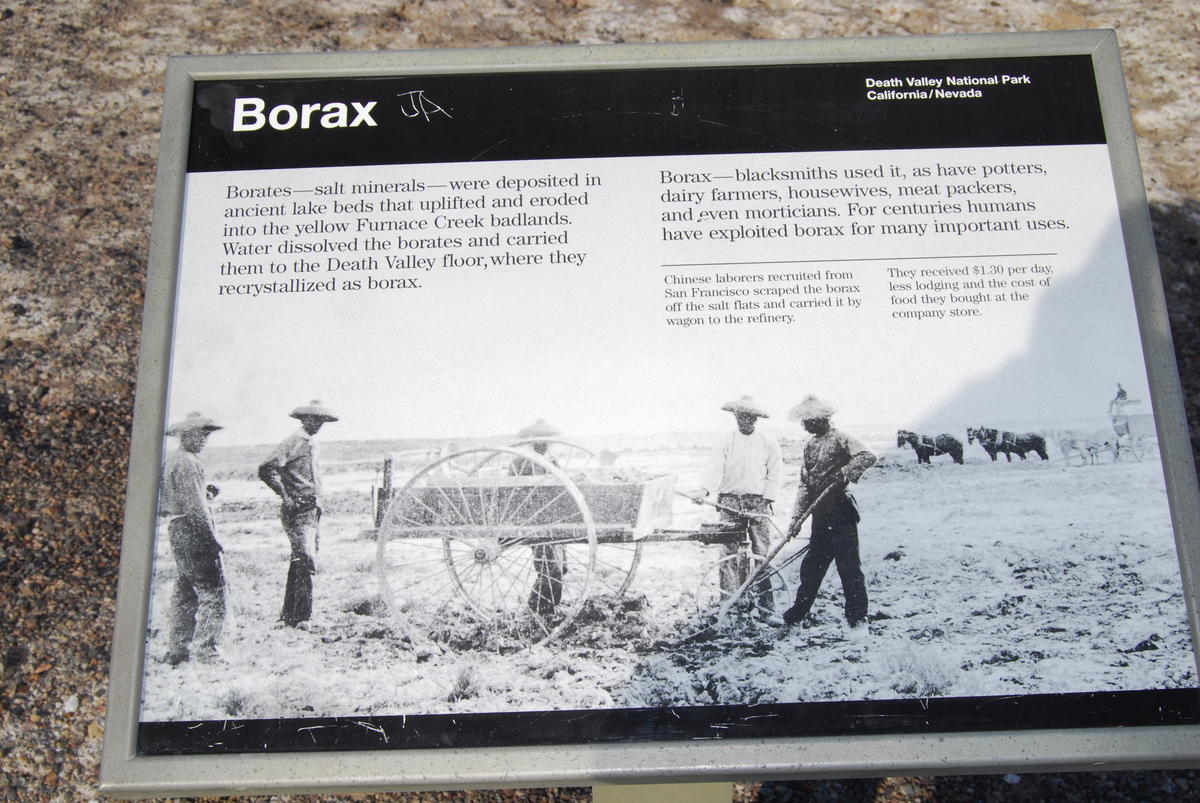 Borax JA
Death Valley National Park
California/Nevada
Borates—salt minerals—were deposited in
ancient lake beds that uplifted and eroded
into the yellow Furnace Creek badlands.
Water dissolved the borates and carried
them to the Death Valley floor, where they
recrystallized as borax.
Borax—blacksmiths used it, as have potters,
dairy farmers, housewives, meat packers,
and even morticians. For centuries humans
have exploited borax for many important uses.
Chinese laborers recruited from
San Francisco scraped the borax
off the salt flats and carried it by
wagon to the refinery.
They received $1.30 per day,
less lodging and the cost of
food they bought at the
company store.